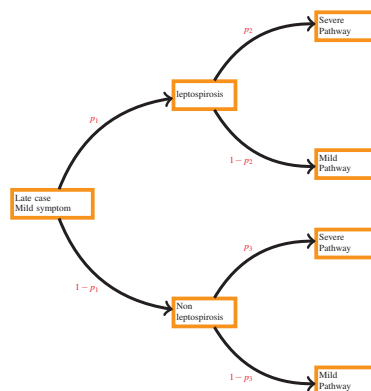 Severe
Pathway
p2
leptospirosis
p1
1 − p2
Mild
Pathway
Late case
Mild symptom
Severe
Pathway
p3
1 − p1
Non
leptospirosis
1 − p3
Mild
Pathway